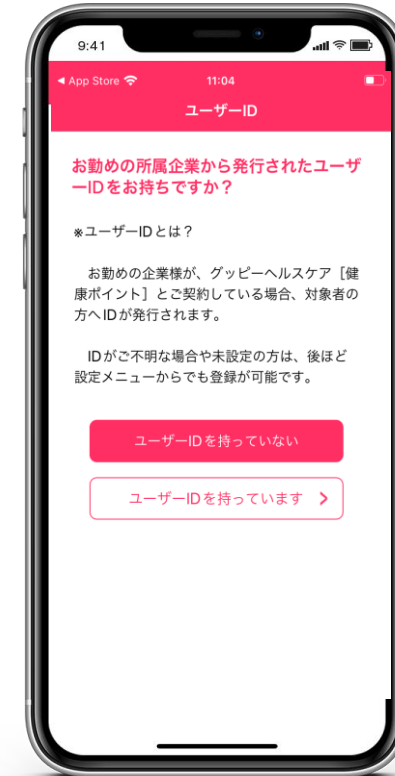 9:41
◀ App Store 11:04
ユーザーID
お勤めの所属企業から発行されたユーザ
ーIDをお持ちですか？
※ユーザーIDとは？
お勤めの企業様が、グッピーヘルスケア［健
康ポイント］とご契約している場合、対象者の
方へIDが発行されます。
IDがご不明な場合や未設定の方は、後ほど
設定メニューからでも登録が可能です。
ユーザーIDを持っていない
ユーザーIDを持っています